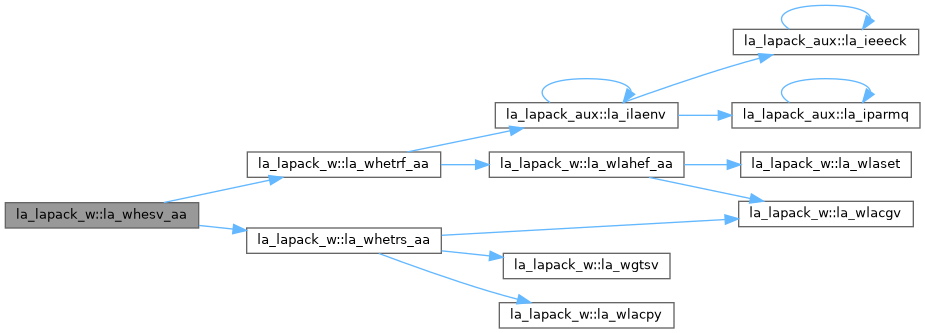 la_lapack_aux::la_ieeeck
la_lapack_aux::la_ilaenv
la_lapack_aux::la_iparmq
la_lapack_w::la_whetrf_aa
la_lapack_w::la_wlahef_aa
la_lapack_w::la_wlaset
la_lapack_w::la_whesv_aa
la_lapack_w::la_wlacgv
la_lapack_w::la_whetrs_aa
la_lapack_w::la_wgtsv
la_lapack_w::la_wlacpy